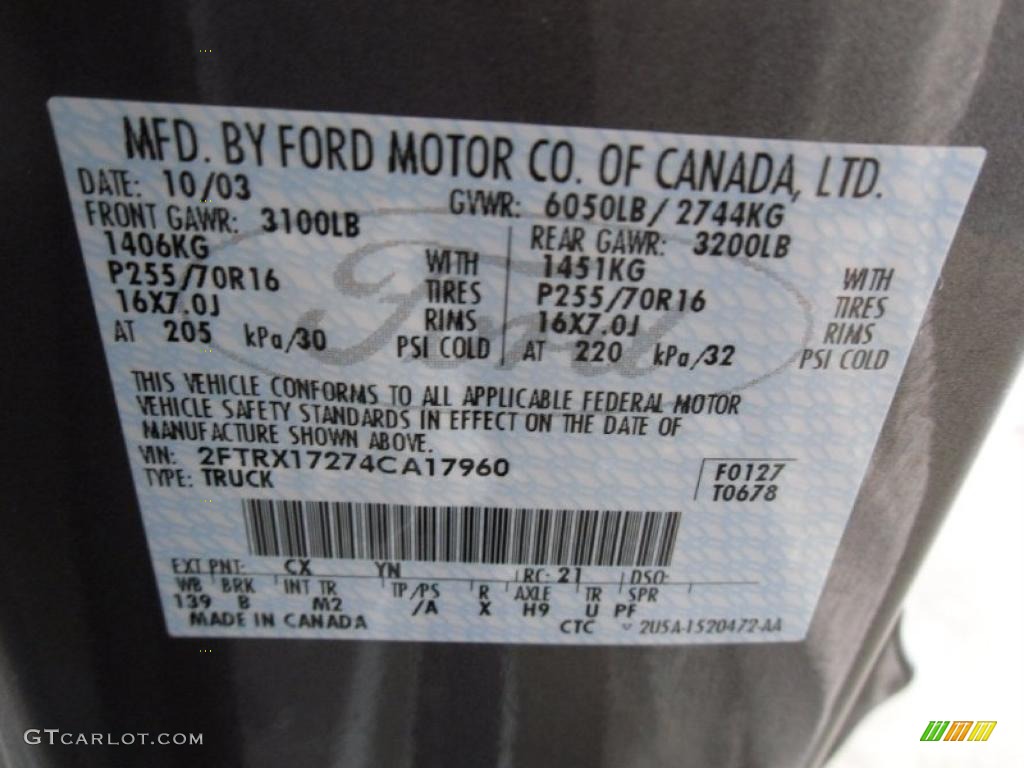 MFD. BY FORD MOTOR CO. OF CANADA, LTD.
DATE: 10/03 GVWR: 6050LB/ 2744KG
FRONT GAWR: 3100LB REAR GAWR: 3200LB
1406KG WITH 1451KG WITH
P255/70R16 TIRES P255/70R16 TIRES
16X7.0J RIMS 16X7.0J RIMS
AT 205 kPa/30 PSI COLD AT 220 kPa/32 PSI COLD
Ford
THIS VEHICLE CONFORMS TO ALL APPLICABLE FEDERAL MOTOR
VEHICLE SAFETY STANDARDS IN EFFECT ON THE DATE OF
MANUFACTURE SHOWN ABOVE.
VIN: 2FTRX17274CA17960 F0127
TYPE: TRUCK T0678
EXT PNT: CX YN RC: 21 DSO:
WB BRK INT TR TP/PS R AXLE TR SPR
139 B M2 /A X H9 U PF
MADE IN CANADA CTC 2U5A-1520472-AA
GTCARLOT.COM